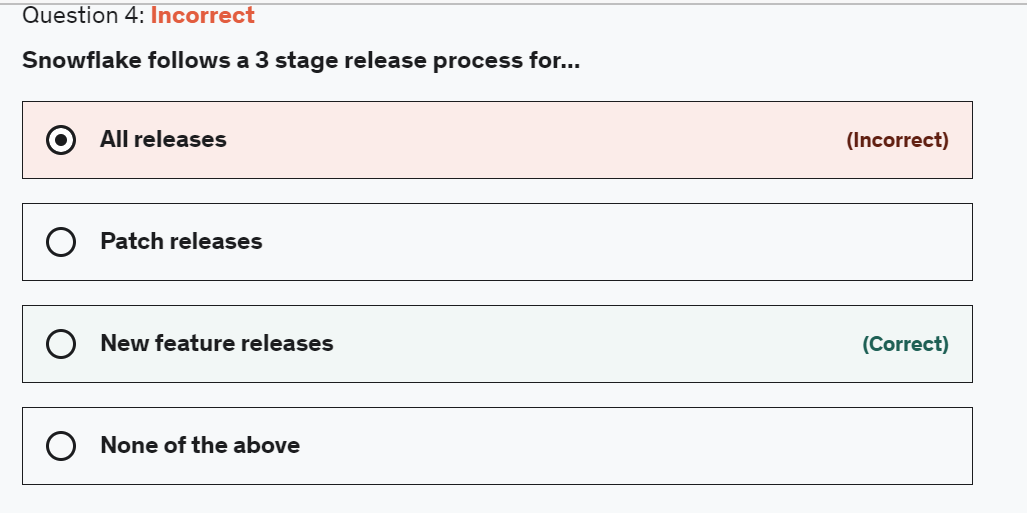 Question 4: Incorrect
Snowflake follows a 3 stage release process for...
All releases (Incorrect)
Patch releases
New feature releases (Correct)
None of the above